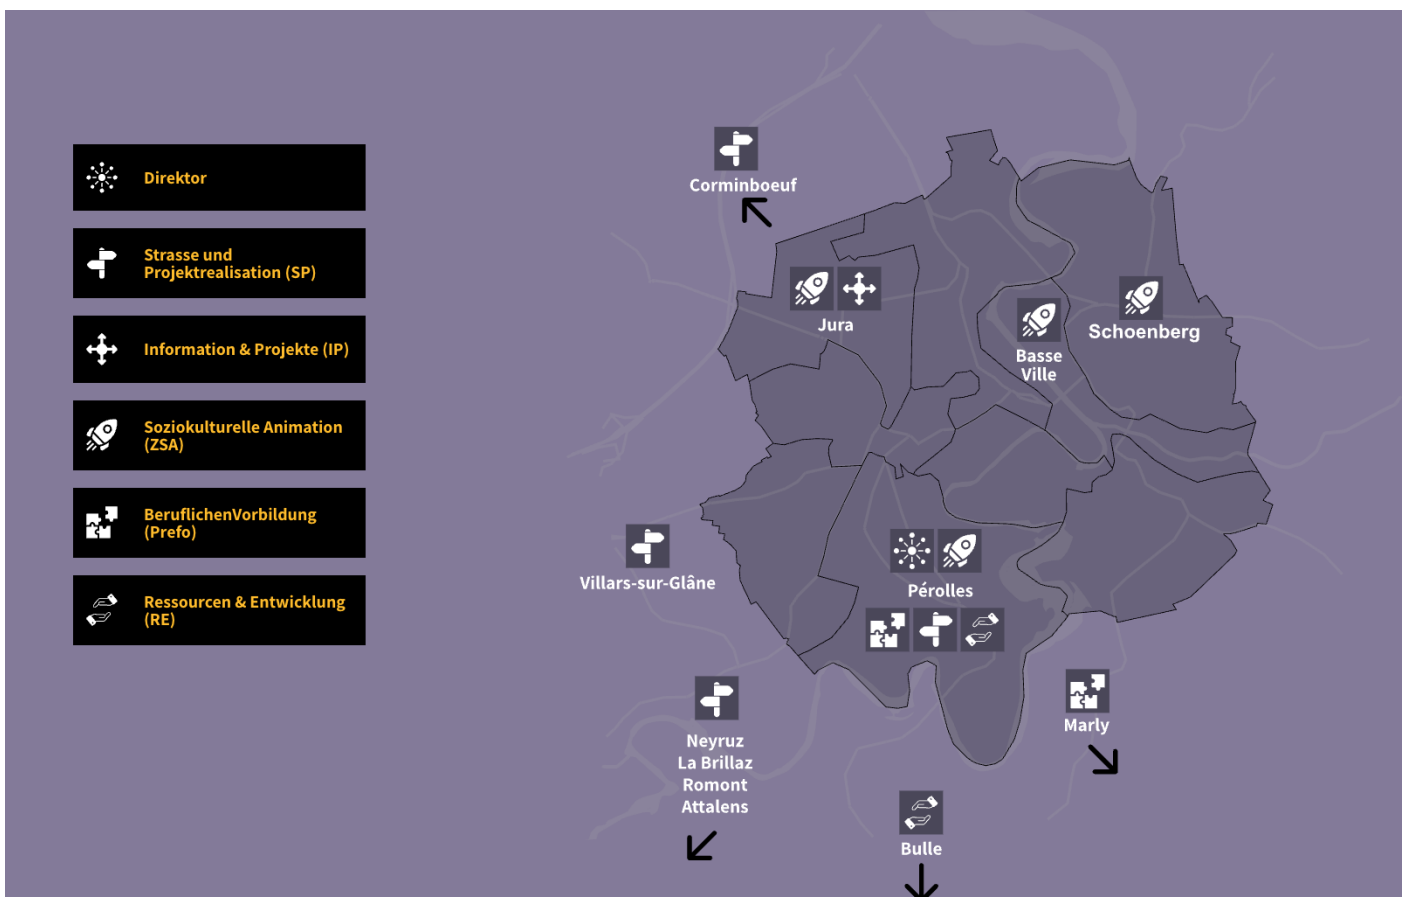 Direktor
Strasse und
Projektrealisation (SP)
Information & Projekte (IP)
Soziokulturelle Animation
(ZSA)
BeruflichenVorbildung
(Prefo)
Ressourcen & Entwicklung
(RE)
Corminboeuf
Jura
Basse
Ville
Schoenberg
Villars-sur-Glâne
Pérolles
Neyruz
La Brillaz
Romont
Attalens
Marly
Bulle